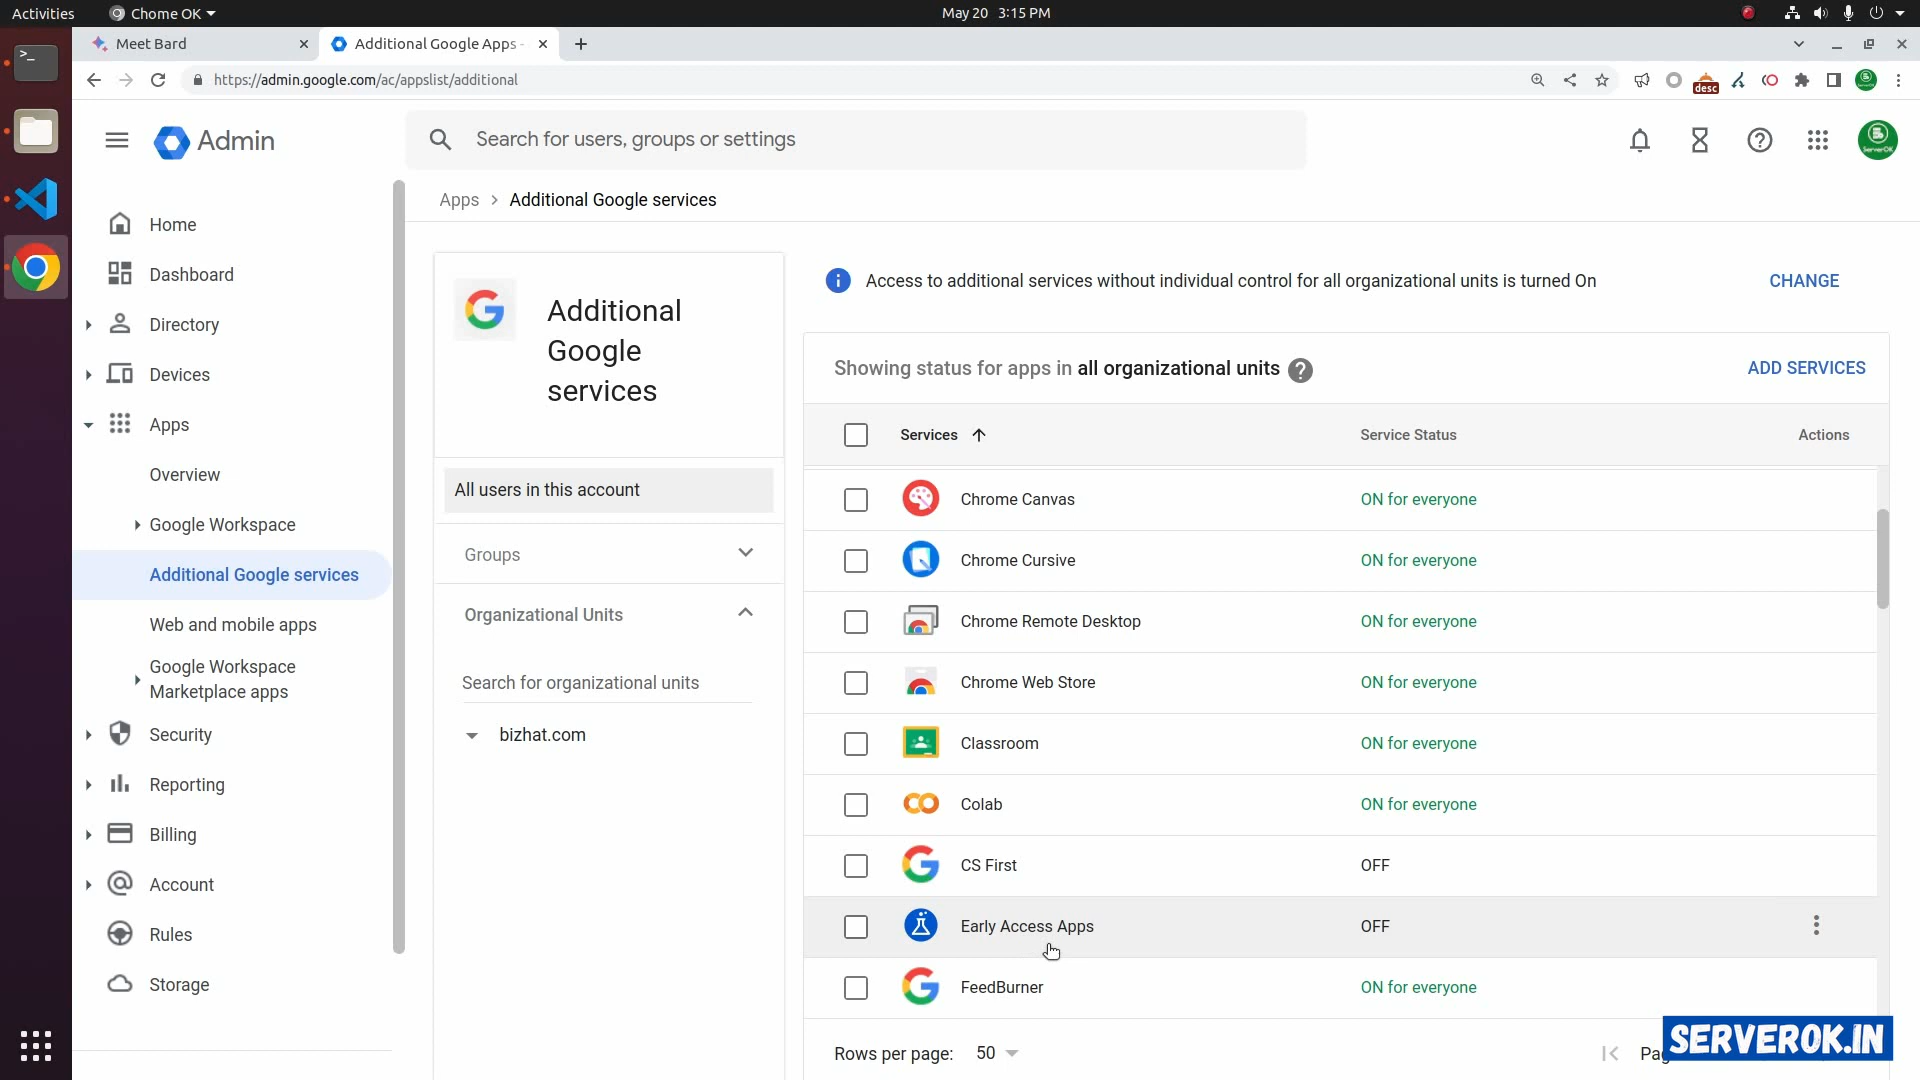 Activities
Chome OK
May 20 3:15 PM
Meet Bard
Additional Google Apps -
https://admin.google.com/ac/appslist/additional
desc
Admin
Search for users, groups or settings
ServerOK
Home
Dashboard
Directory
Devices
Apps
Overview
Google Workspace
Additional Google services
Web and mobile apps
Google Workspace
Marketplace apps
Security
Reporting
Billing
Account
Rules
Storage
Apps > Additional Google services
Additional
Google
services
All users in this account
Groups
Organizational Units
Search for organizational units
bizhat.com
Access to additional services without individual control for all organizational units is turned On
CHANGE
Showing status for apps in all organizational units
ADD SERVICES
Services
Service Status
Actions
Chrome Canvas
ON for everyone
Chrome Cursive
ON for everyone
Chrome Remote Desktop
ON for everyone
Chrome Web Store
ON for everyone
Classroom
ON for everyone
Colab
ON for everyone
CS First
OFF
Early Access Apps
OFF
FeedBurner
ON for everyone
Rows per page: 50
SERVEROK.IN